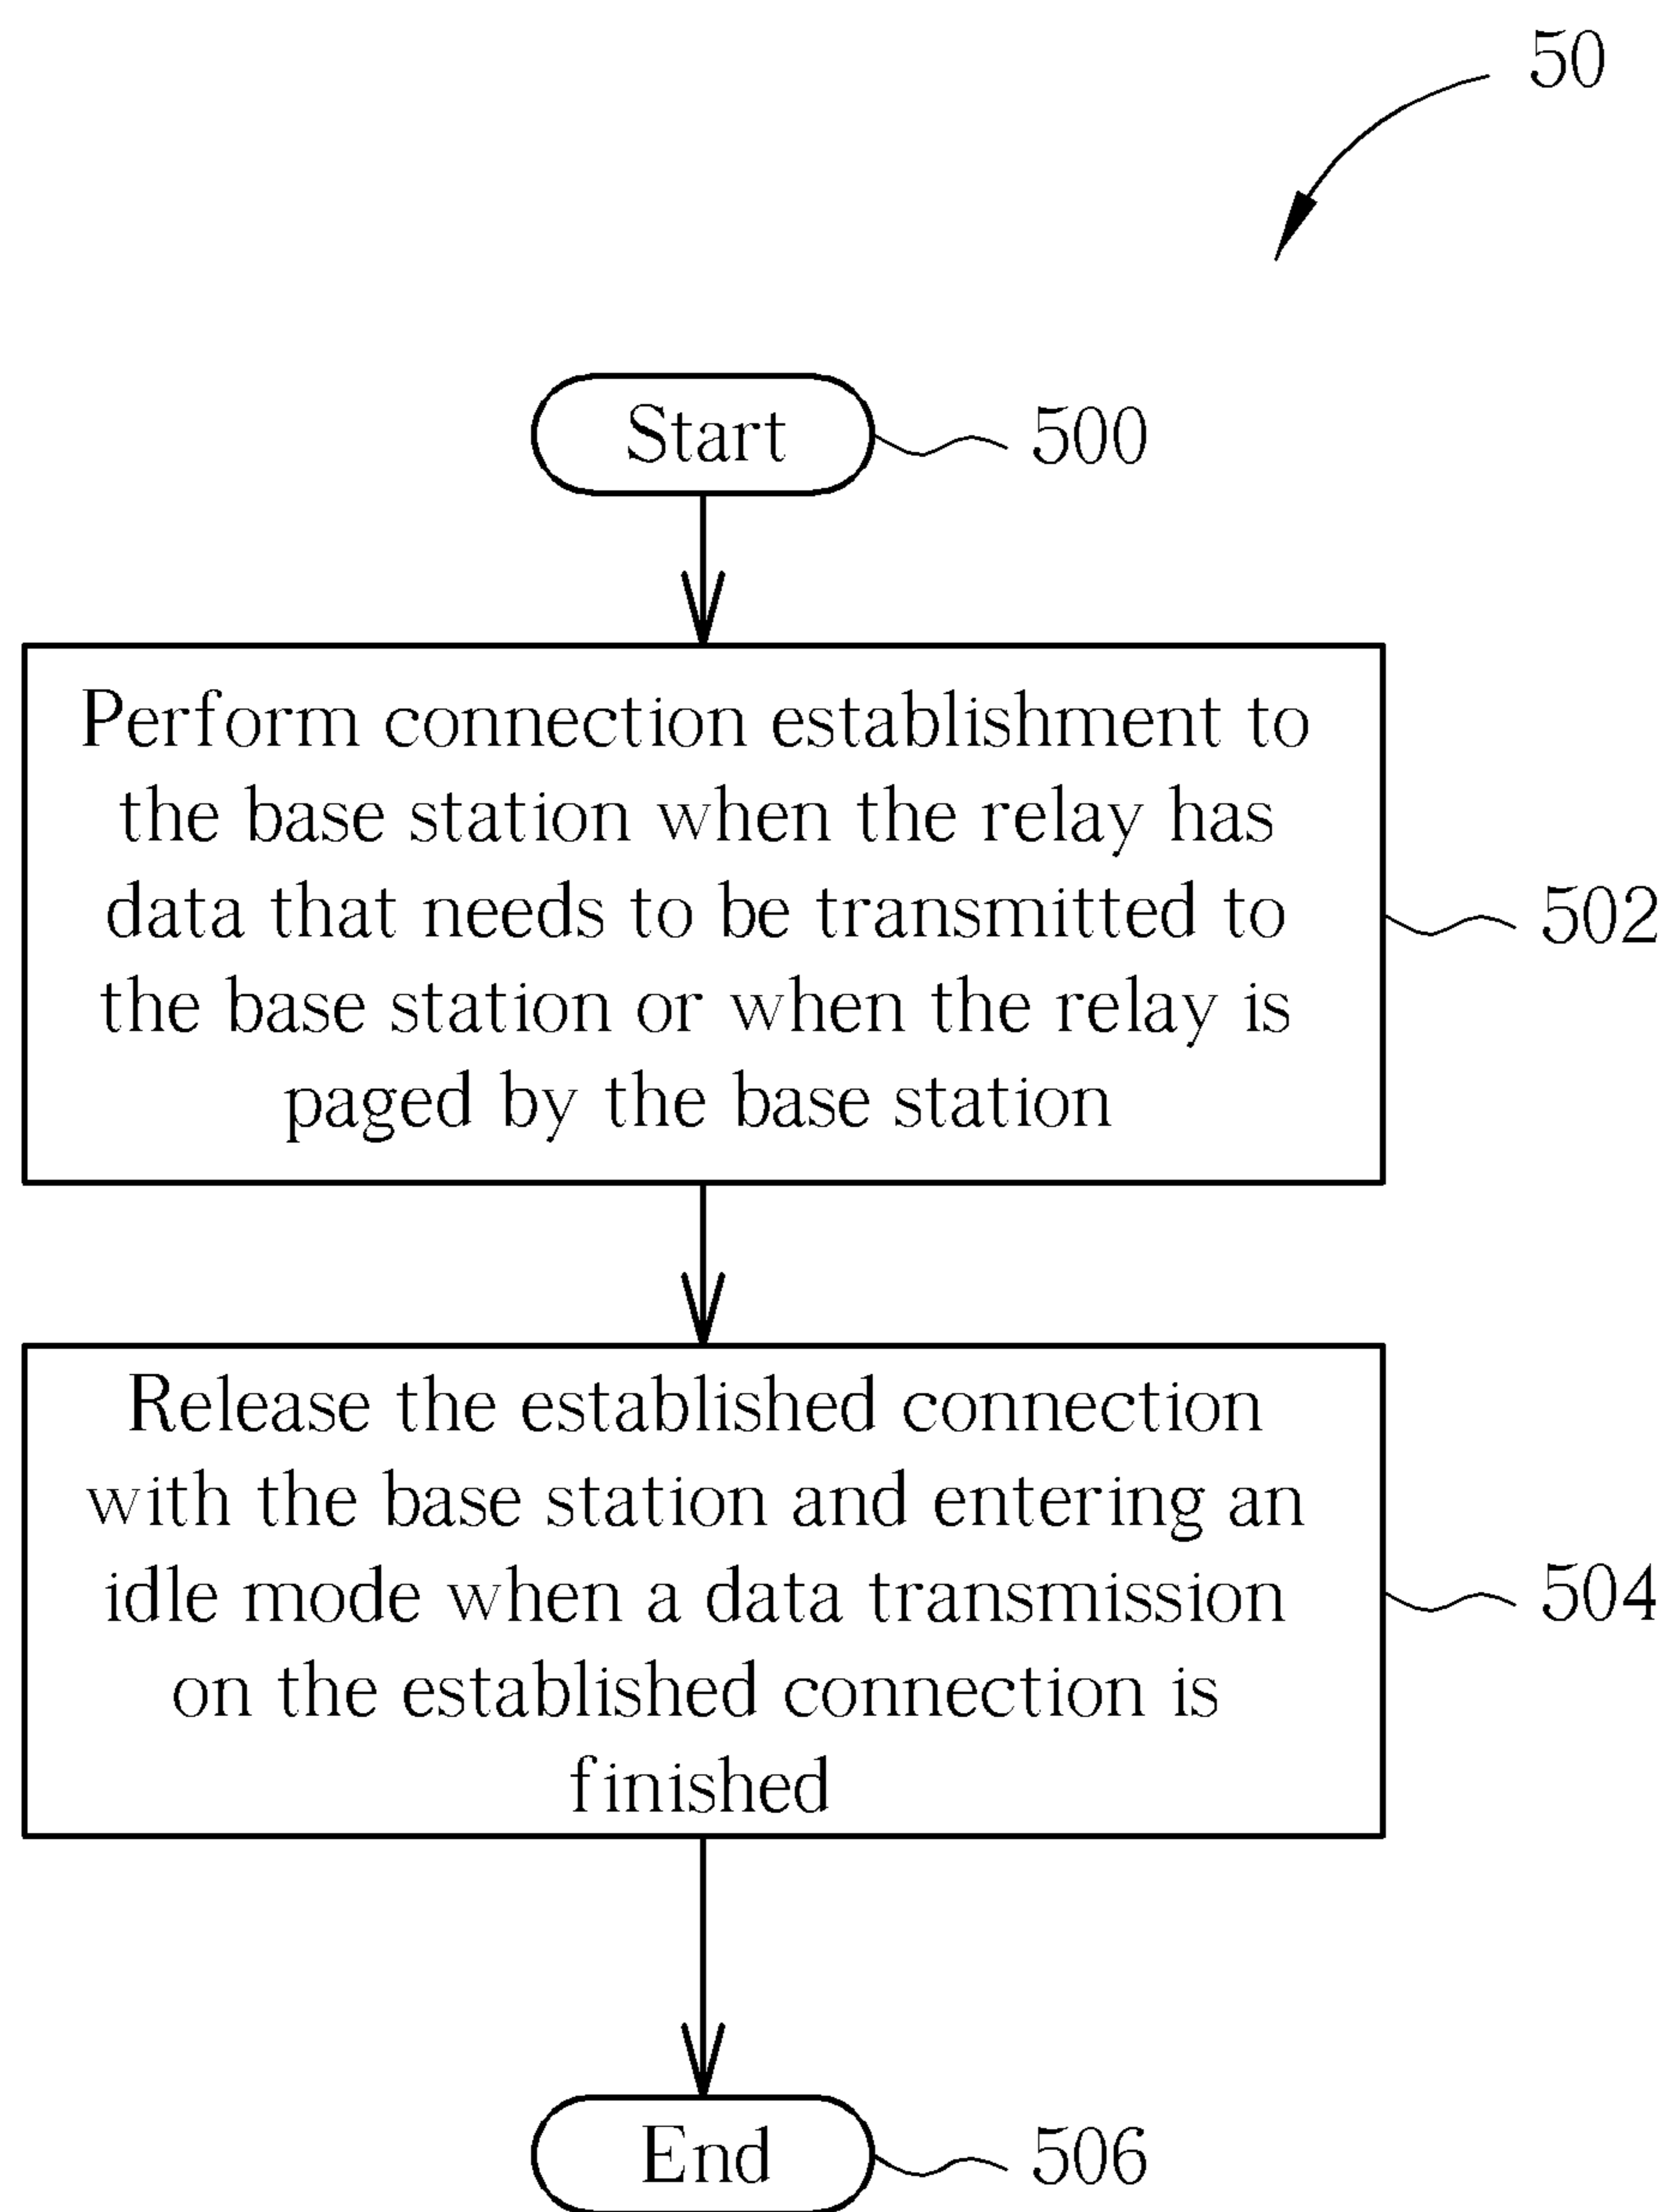 50
Start
500
Perform connection establishment to
the base station when the relay has
data that needs to be transmitted to
the base station or when the relay is
paged by the base station
502
Release the established connection
with the base station and entering an
idle mode when a data transmission
on the established connection is
finished
504
End
506